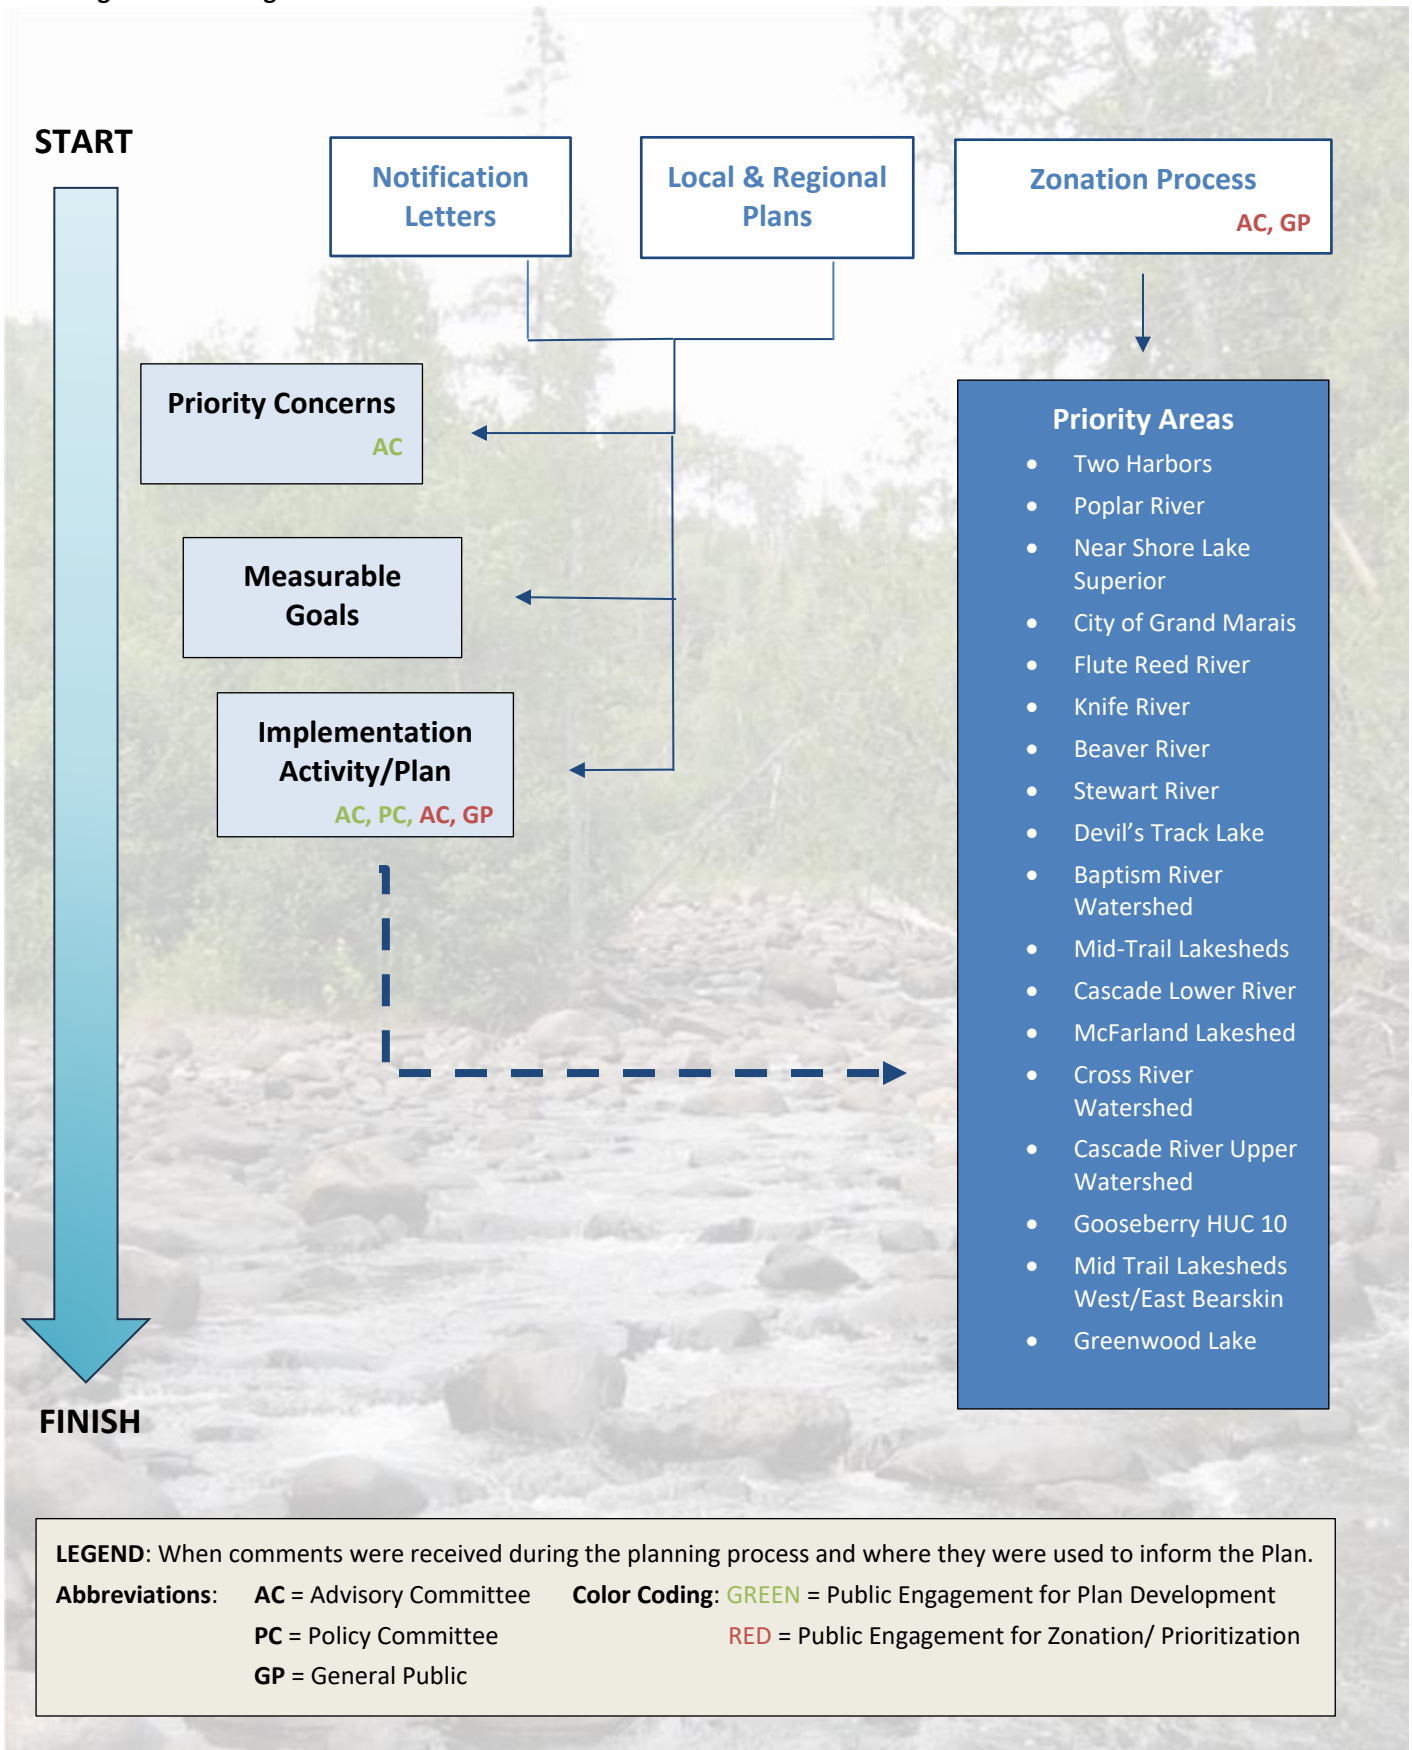 START
Notification
Letters
Local & Regional
Plans
Zonation Process
AC, GP
Priority Concerns
AC
Measurable
Goals
Implementation
Activity/Plan
AC, PC, AC, GP
Priority Areas
• Two Harbors
• Poplar River
• Near Shore Lake
Superior
• City of Grand Marais
• Flute Reed River
• Knife River
• Beaver River
• Stewart River
• Devil’s Track Lake
• Baptism River
Watershed
• Mid-Trail Lakesheds
• Cascade Lower River
• McFarland Lakeshed
• Cross River
Watershed
• Cascade River Upper
Watershed
• Gooseberry HUC 10
• Mid Trail Lakesheds
West/East Bearskin
• Greenwood Lake
FINISH
LEGEND: When comments were received during the planning process and where they were used to inform the Plan.
Abbreviations: AC = Advisory Committee Color Coding: GREEN = Public Engagement for Plan Development
PC = Policy Committee RED = Public Engagement for Zonation/ Prioritization
GP = General Public